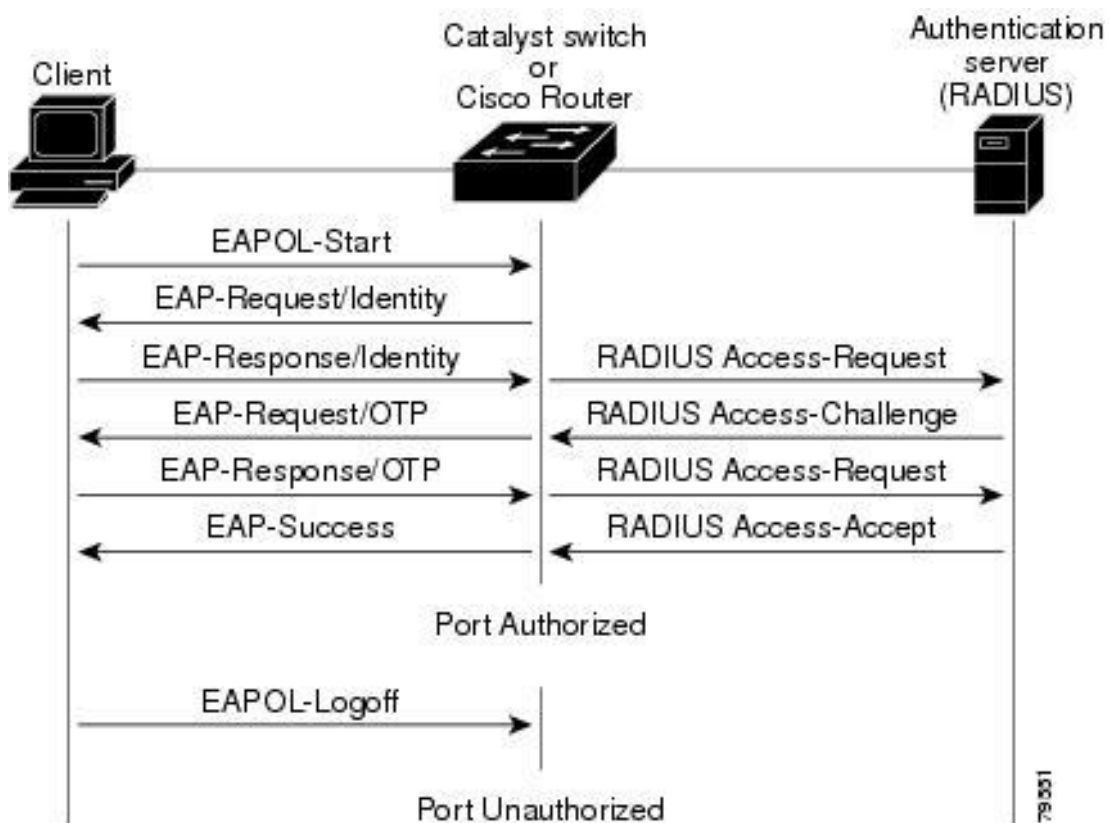 Client
Catalyst switch
or
Cisco Router
Authentication
server
(RADIUS)
EAPOL-Start
EAP-Request/Identity
EAP-Response/Identity
RADIUS Access-Request
EAP-Request/OTP
RADIUS Access-Challenge
EAP-Response/OTP
RADIUS Access-Request
EAP-Success
RADIUS Access-Accept
Port Authorized
EAPOL-Logoff
Port Unauthorized
79551